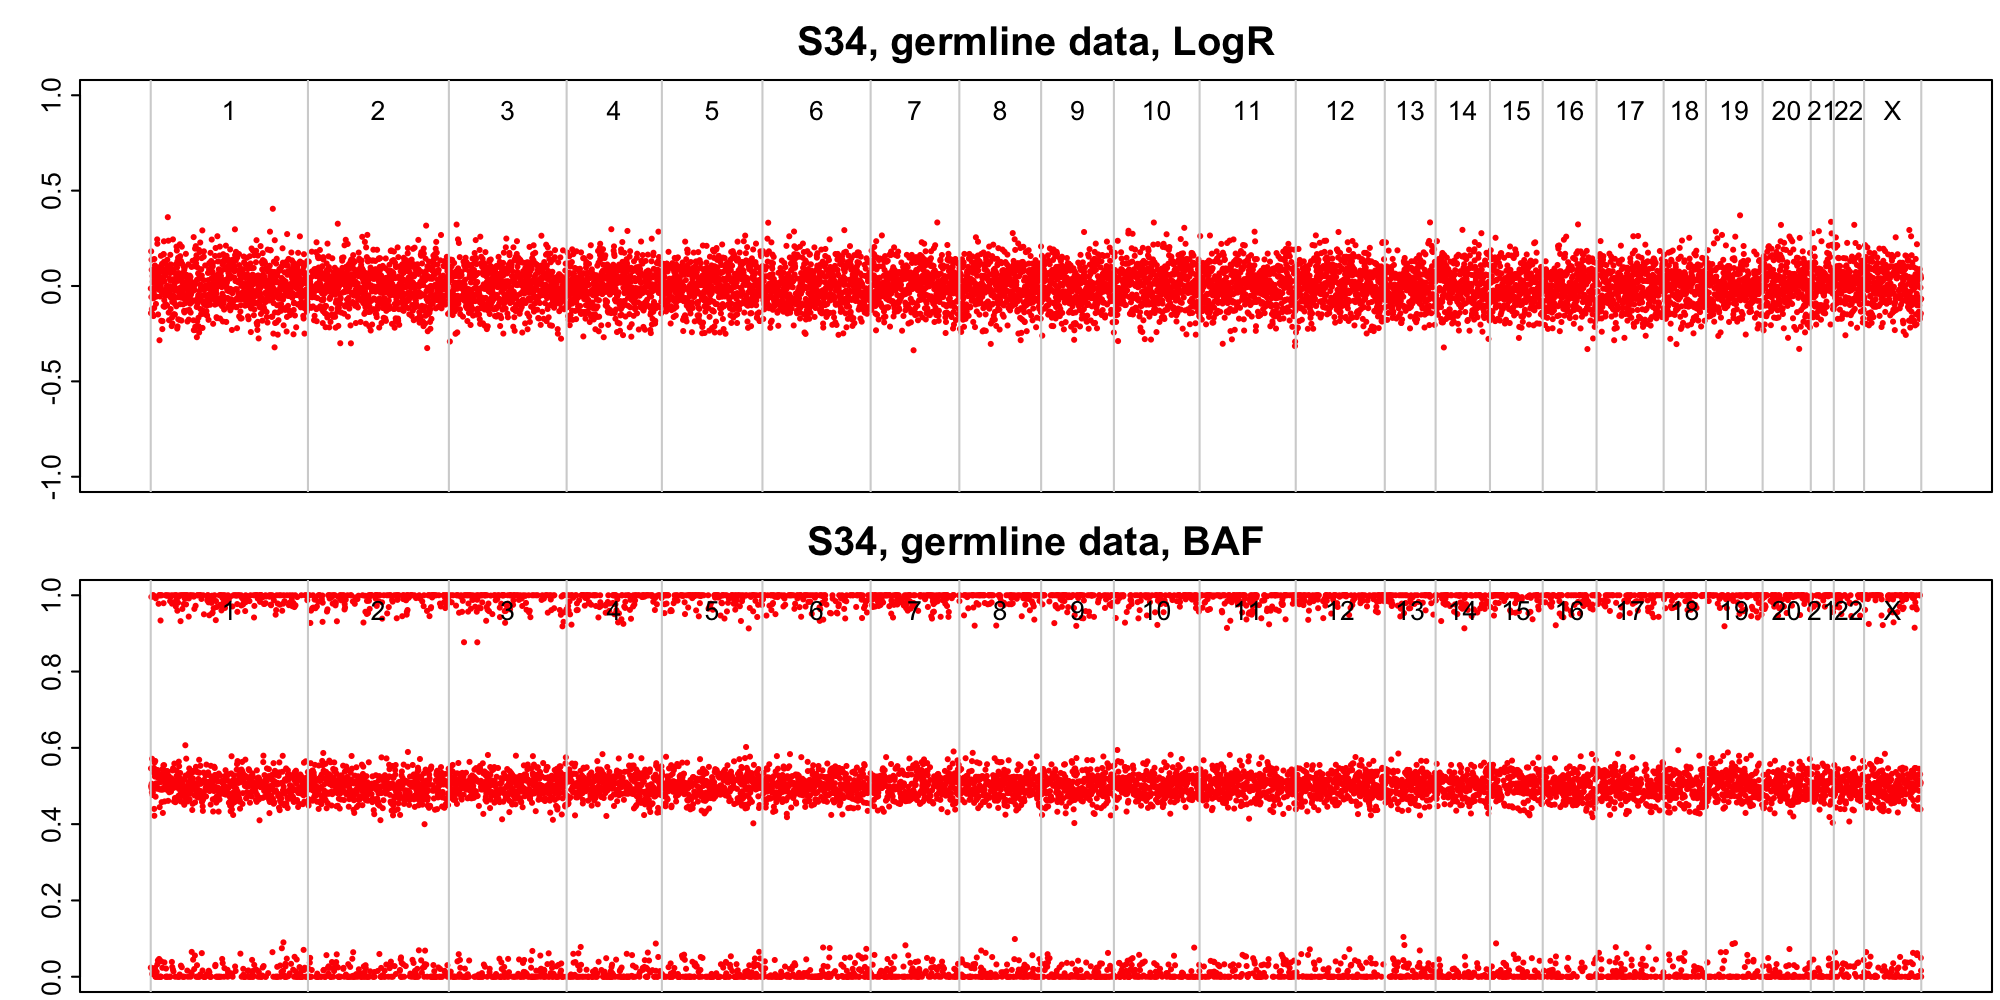 S34, germline data, LogR
1.0
0.5
0.0
-0.5
-1.0
1 2 3 4 5 6 7 8 9 10 11 12 13 14 15 16 17 18 19 20 21 22 X
S34, germline data, BAF
1.0
0.8
0.6
0.4
0.2
0.0
1 2 3 4 5 6 7 8 9 10 11 12 13 14 15 16 17 18 19 20 21 22 X